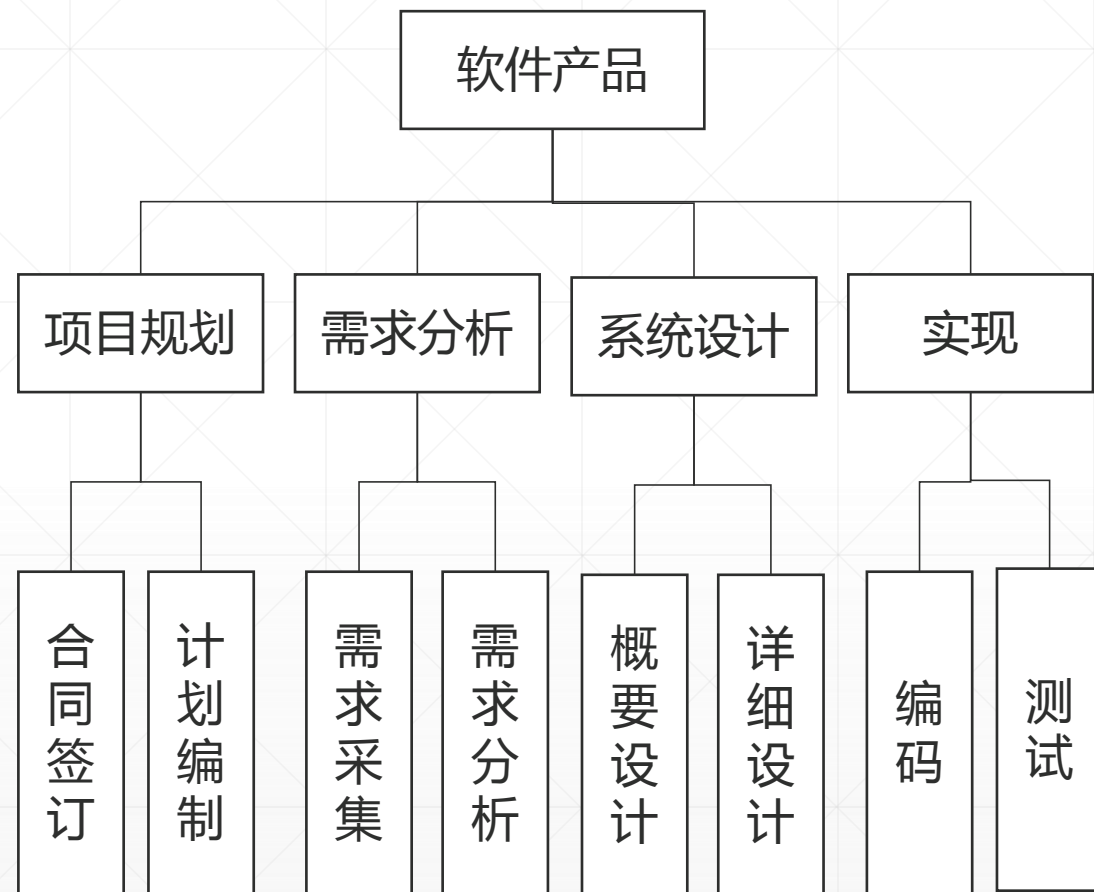 软件产品
项目规划
需求分析
系统设计
实现
合同签订
计划编制
需求采集
需求分析
概要设计
详细设计
编码
测试